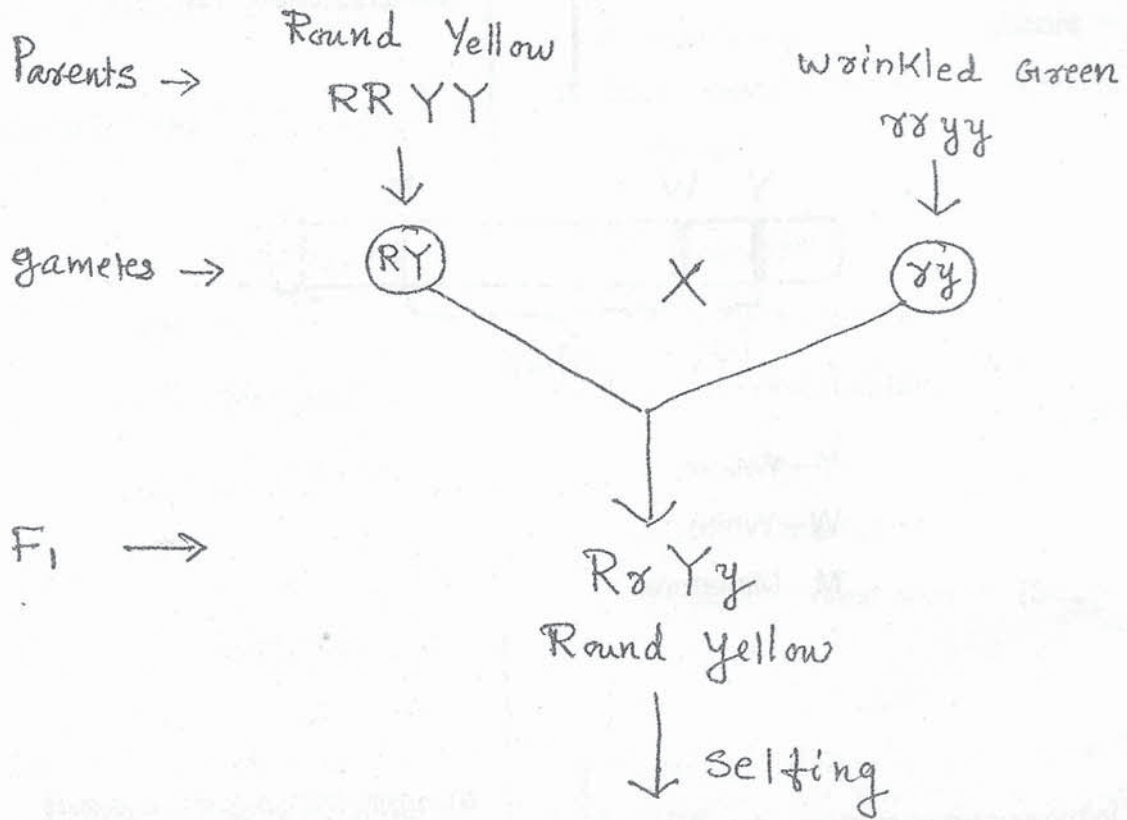 Parents → Round Yellow
RRYY
Wrinkled Green
rryy
gametes → RY X ry
F1 → RrYy
Round Yellow
Selfing